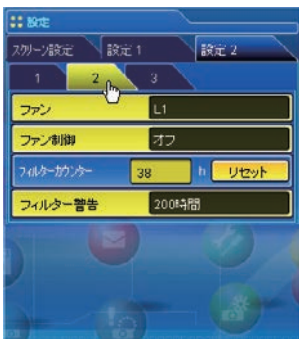 設定
スクリーン設定 設定 1 設定 2
1 2 3
ファン L1
ファン制御 オフ
フィルターカウンター 38 h リセット
フィルター警告 200時間